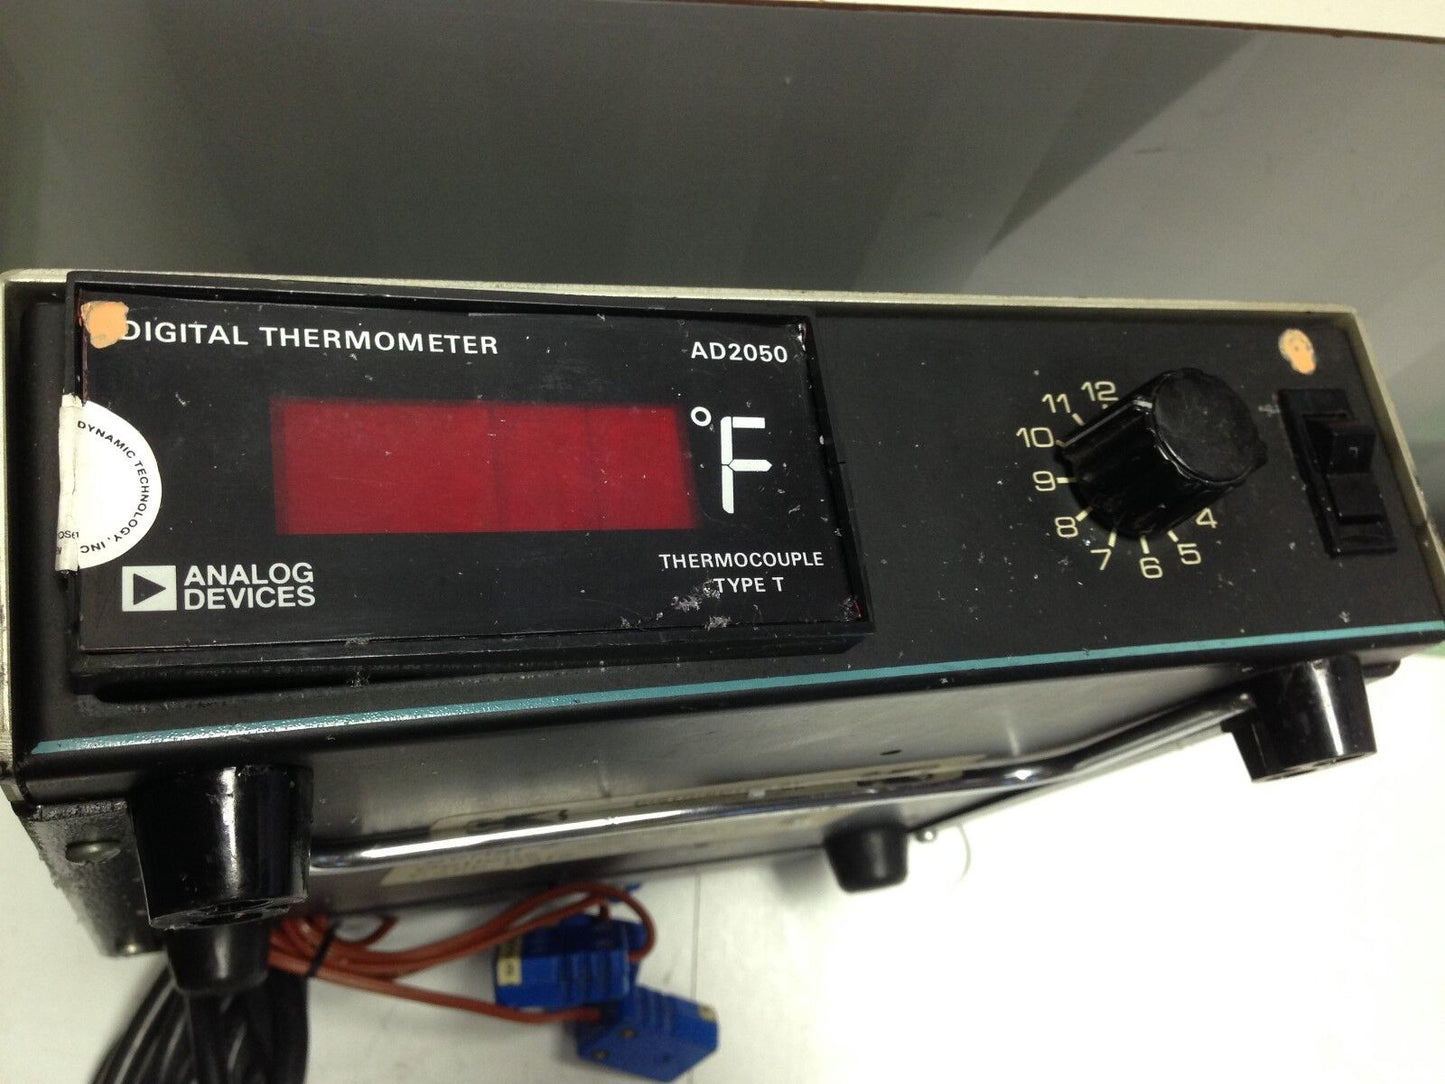 DIGITAL THERMOMETER
AD2050
°F
DYNAMIC TECHNOLOGY, INC
ANALOG
DEVICES
THERMOCOUPLE
TYPE T
12
11
10
9
8
7
6
5
4